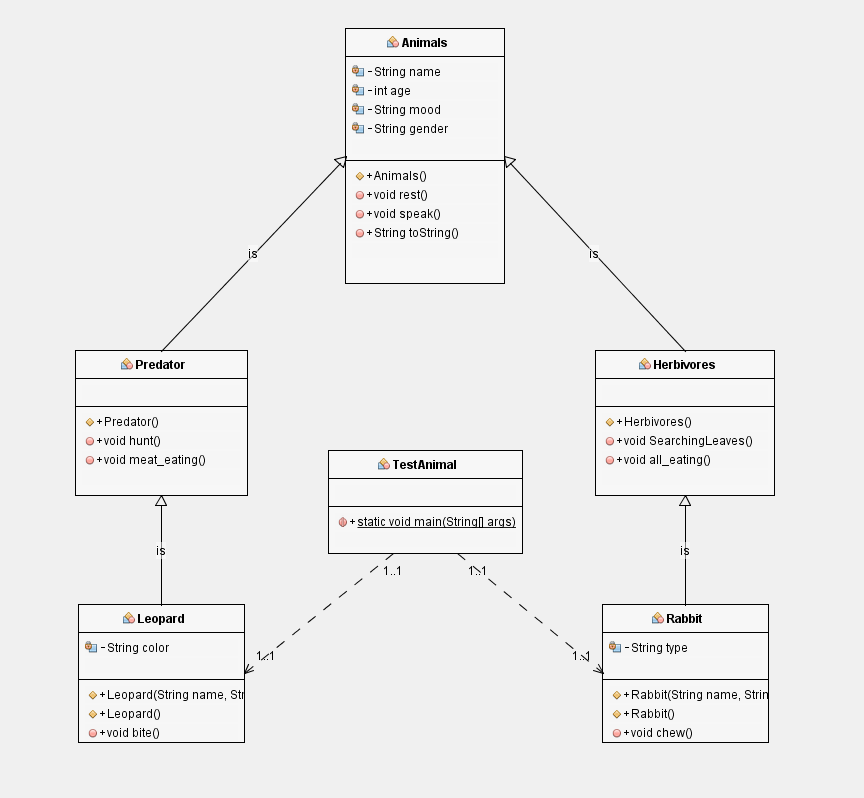 Animals
- String name
- int age
- String mood
- String gender
+ Animals()
+ void rest()
+ void speak()
+ String toString()
is
is
Predator
+ Predator()
+ void hunt()
+ void meat_eating()
Herbivores
+ Herbivores()
+ void SearchingLeaves()
+ void all_eating()
TestAnimal
+ static void main(String[] args)
is
is
1..1
1..1
1..1
1..1
Leopard
- String color
+ Leopard(String name, Str
+ Leopard()
+ void bite()
Rabbit
- String type
+ Rabbit(String name, Strin
+ Rabbit()
+ void chew()